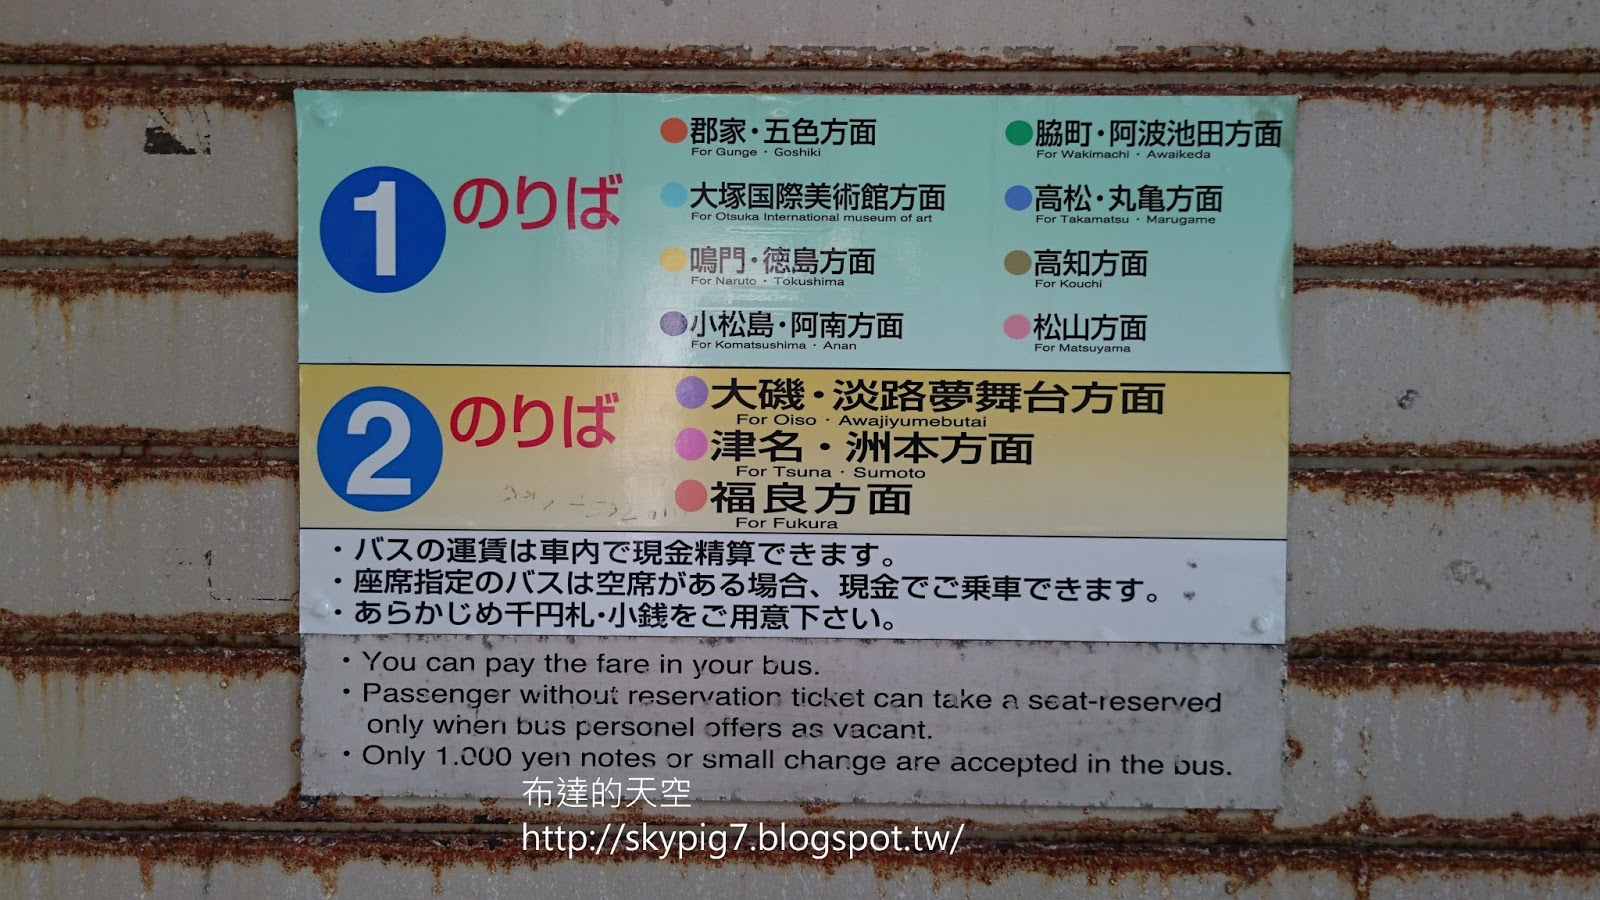 1 のりば
●郡家・五色方面
For Gunge・Goshiki
●大塚国際美術館方面
For Otsuka International museum of art
●鳴門・徳島方面
For Naruto・Tokushima
●小松島・阿南方面
For Komatsushima・Anan
●脇町・阿波池田方面
For Wakimachi・Awaikeda
●高松・丸亀方面
For Takamatsu・Marugame
●高知方面
For Kouchi
●松山方面
For Matsuyama
2 のりば
●大磯・淡路夢舞台方面
For Oiso・Awajiyumebutai
●津名・洲本方面
For Tsuna・Sumoto
●福良方面
For Fukura
・バスの運賃は車内で現金精算できます。
・座席指定のバスは空席がある場合、現金でご乗車できます。
・あらかじめ千円札・小銭をご用意下さい。
・You can pay the fare in your bus.
・Passenger without reservation ticket can take a seat-reserved
only when bus personel offers as vacant.
・Only 1.000 yen notes or small change are accepted in the bus.
布達的天空
http://skypig7.blogspot.tw/